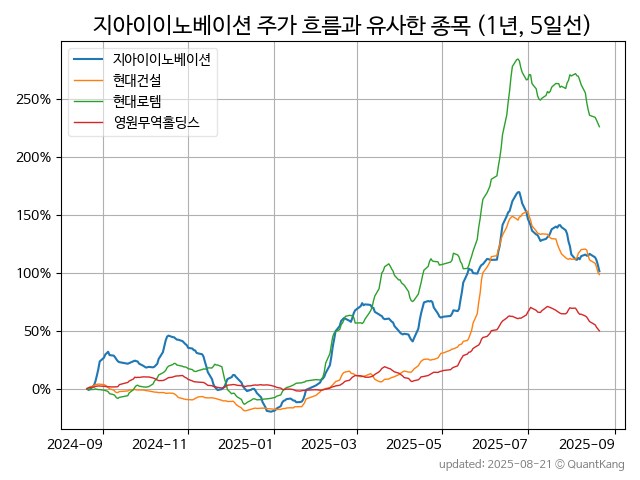 지아이이노베이션 주가 흐름과 유사한 종목 (1년, 5일선)
지아이이노베이션
현대건설
현대로템
영원무역홀딩스
250%
200%
150%
100%
50%
0%
2024-09 2024-11 2025-01 2025-03 2025-05 2025-07 2025-09
updated: 2025-08-21 © QuantKang